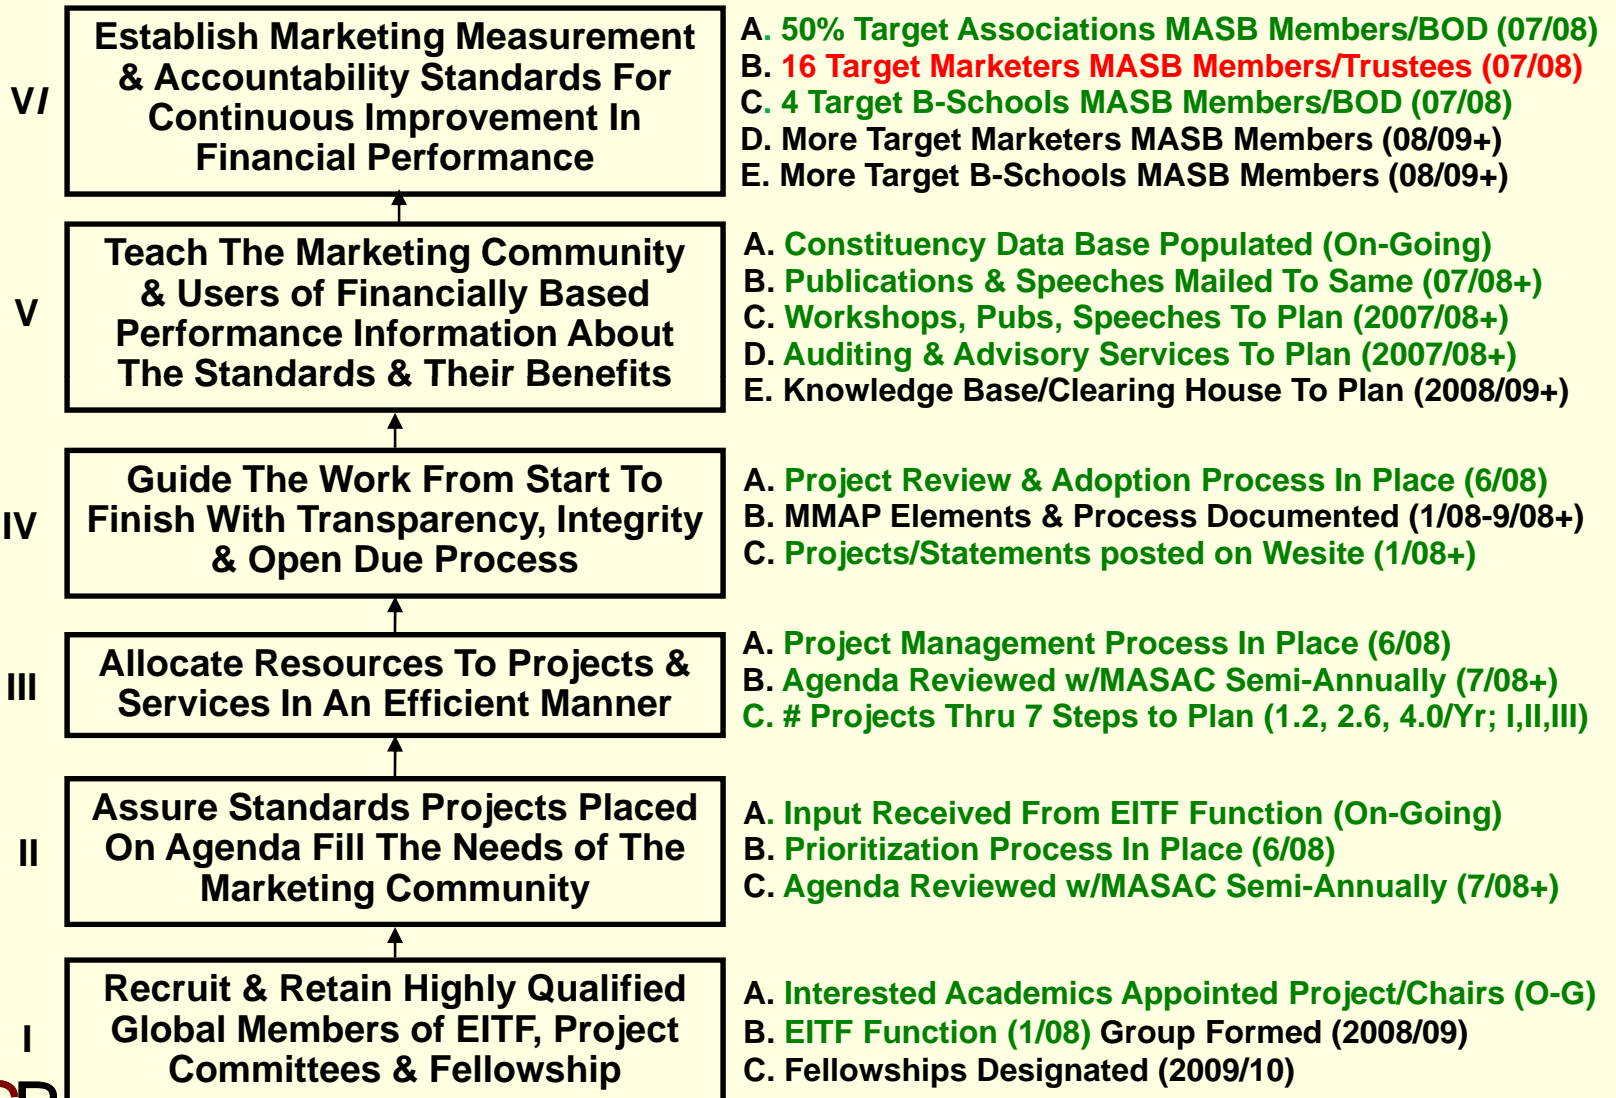 VI
Establish Marketing Measurement
& Accountability Standards For
Continuous Improvement In
Financial Performance
A. 50% Target Associations MASB Members/BOD (07/08)
B. 16 Target Marketers MASB Members/Trustees (07/08)
C. 4 Target B-Schools MASB Members/BOD (07/08)
D. More Target Marketers MASB Members (08/09+)
E. More Target B-Schools MASB Members (08/09+)
V
Teach The Marketing Community
& Users of Financially Based
Performance Information About
The Standards & Their Benefits
A. Constituency Data Base Populated (On-Going)
B. Publications & Speeches Mailed To Same (07/08+)
C. Workshops, Pubs, Speeches To Plan (2007/08+)
D. Auditing & Advisory Services To Plan (2007/08+)
E. Knowledge Base/Clearing House To Plan (2008/09+)
IV
Guide The Work From Start To
Finish With Transparency, Integrity
& Open Due Process
A. Project Review & Adoption Process In Place (6/08)
B. MMAP Elements & Process Documented (1/08-9/08+)
C. Projects/Statements posted on Wesite (1/08+)
III
Allocate Resources To Projects &
Services In An Efficient Manner
A. Project Management Process In Place (6/08)
B. Agenda Reviewed w/MASAC Semi-Annually (7/08+)
C. # Projects Thru 7 Steps to Plan (1.2, 2.6, 4.0/Yr; I,II,III)
II
Assure Standards Projects Placed
On Agenda Fill The Needs of The
Marketing Community
A. Input Received From EITF Function (On-Going)
B. Prioritization Process In Place (6/08)
C. Agenda Reviewed w/MASAC Semi-Annually (7/08+)
I
Recruit & Retain Highly Qualified
Global Members of EITF, Project
Committees & Fellowship
A. Interested Academics Appointed Project/Chairs (O-G)
B. EITF Function (1/08) Group Formed (2008/09)
C. Fellowships Designated (2009/10)